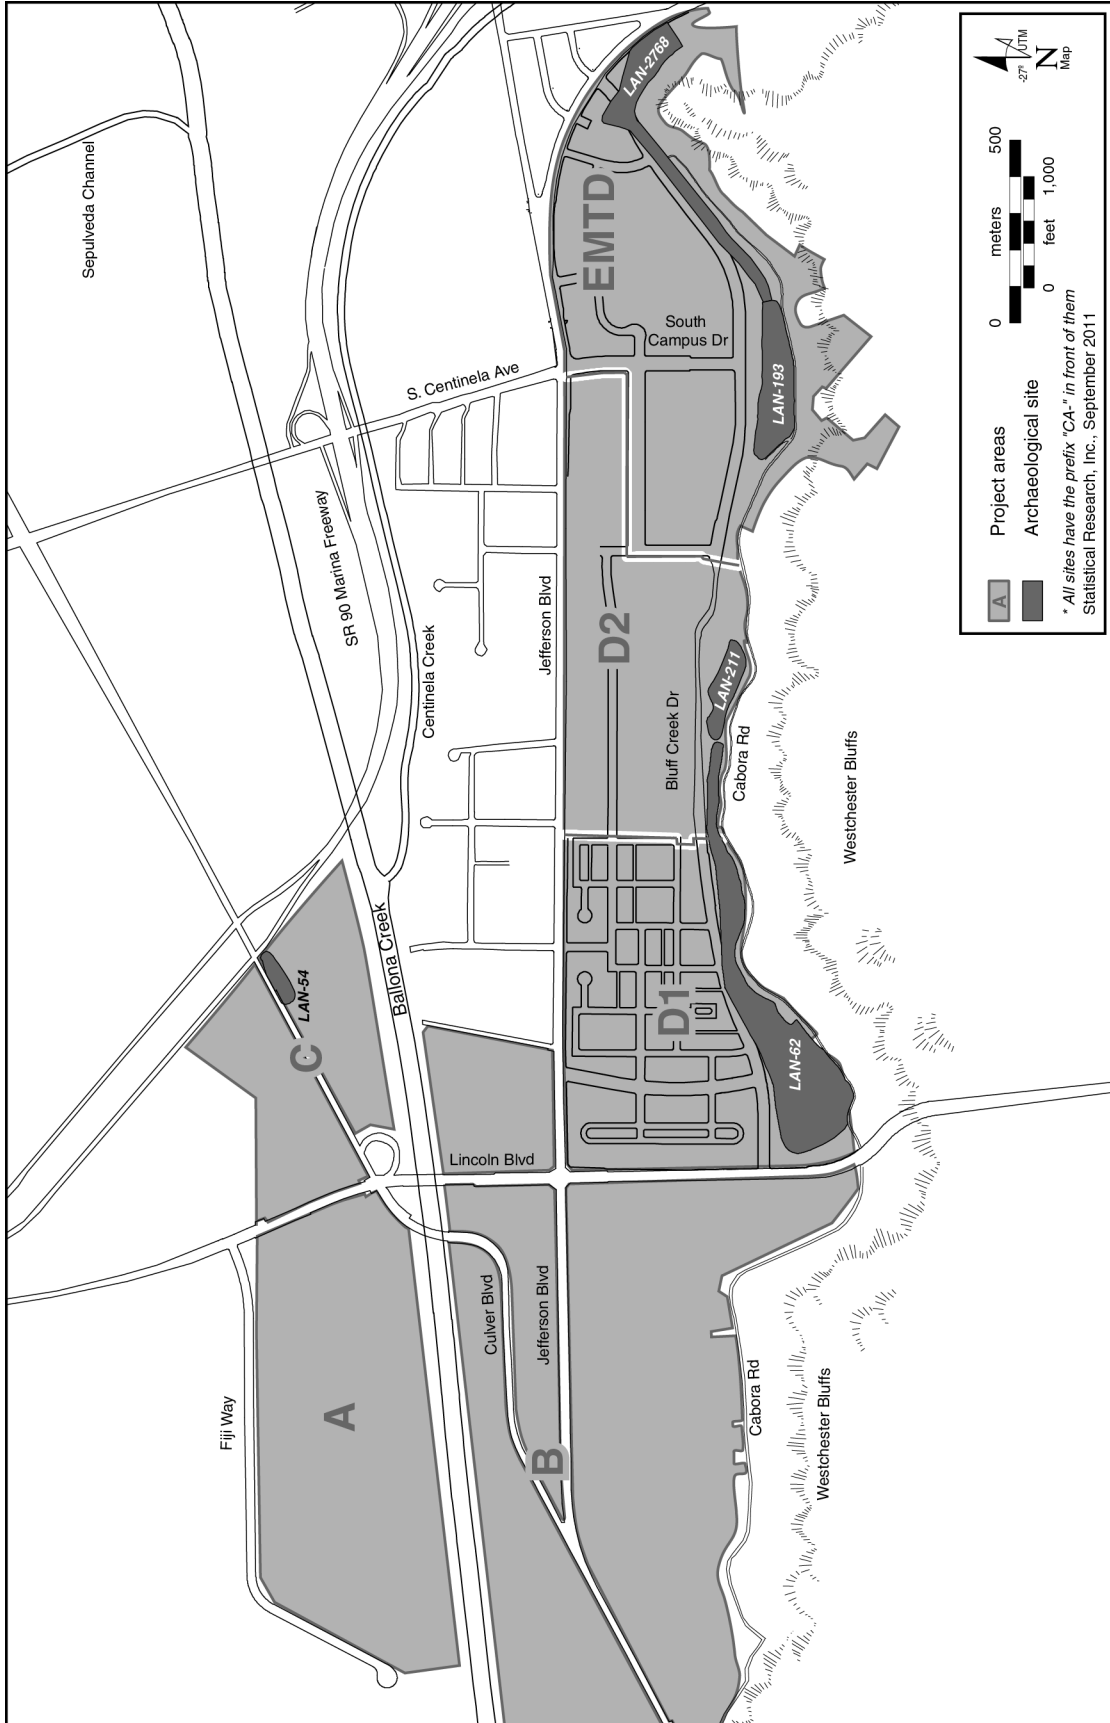 Sepulveda Channel
LAN-2768
EMTD
South
Campus Dr
LAN-193
S. Centinela Ave
SR 90 Marina Freeway
Centinela Creek
Jefferson Blvd
D2
Bluff Creek Dr
LAN-211
Cabora Rd
Westchester Bluffs
Ballona Creek
LAN-54
C
D1
LAN-62
Lincoln Blvd
Culver Blvd
Jefferson Blvd
Fiji Way
A
B
Cabora Rd
Westchester Bluffs
A
Project areas
Archaeological site
* All sites have the prefix "CA-" in front of them
Statistical Research, Inc., September 2011
0 meters 500
0 feet 1,000
-27º UTM
N
Map